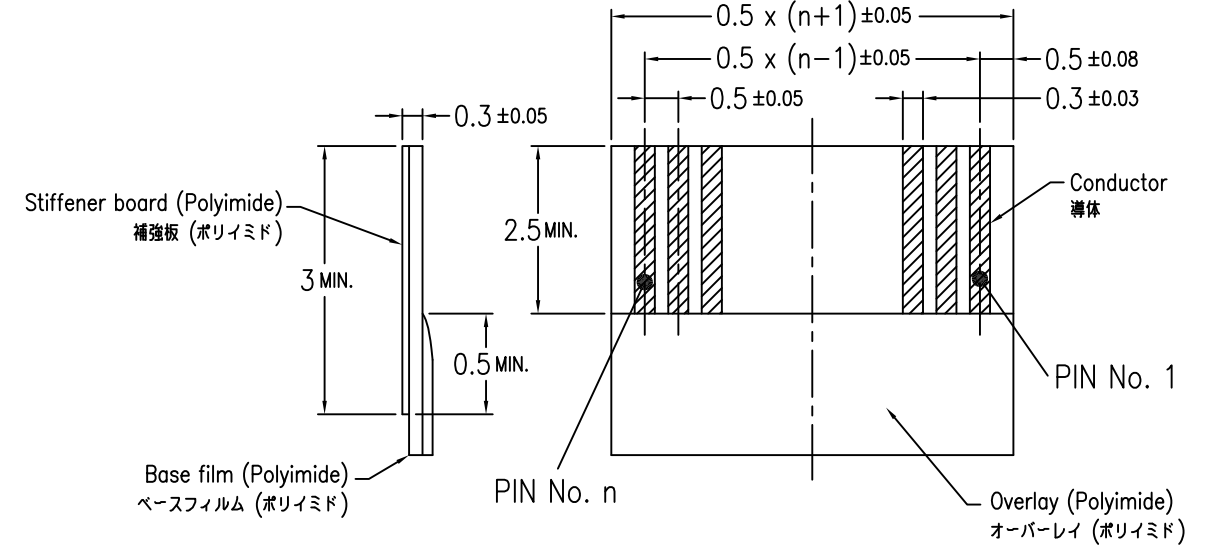 0.5 x (n+1)±0.05
0.5 x (n−1)±0.05
0.5 ±0.08
0.5 ±0.05
0.3 ±0.03
0.3 ±0.05
Stiffener board (Polyimide)
補強板 (ポリイミド)
Conductor
導体
2.5 MIN.
3 MIN.
0.5 MIN.
PIN No. 1
Base film (Polyimide)
ベースフィルム (ポリイミド)
PIN No. n
Overlay (Polyimide)
オーバーレイ (ポリイミド)